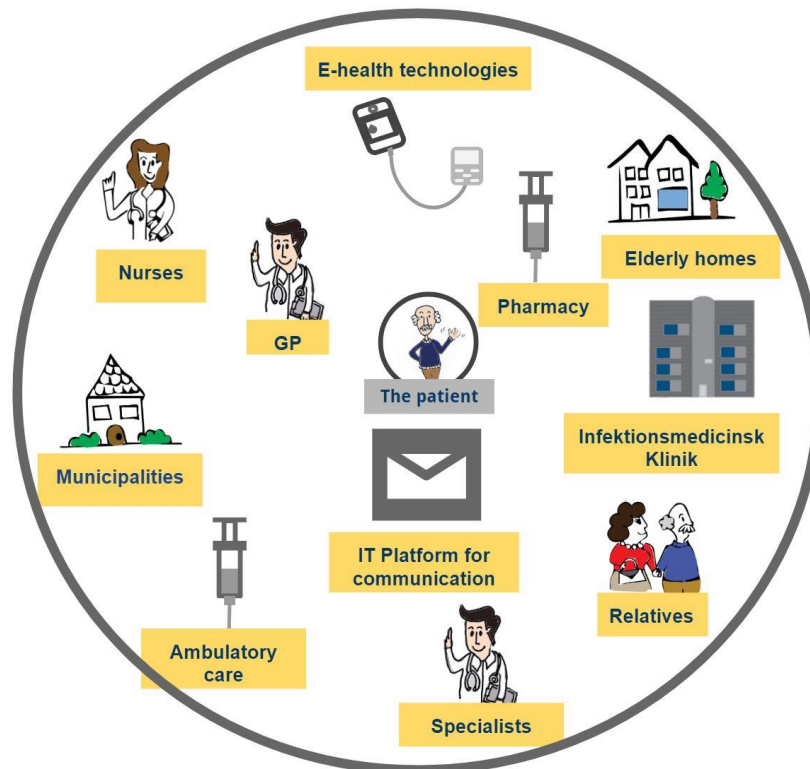 E-health technologies
Nurses
Elderly homes
Pharmacy
GP
The patient
Infektionsmedicinsk
Klinik
Municipalities
IT Platform for
communication
Relatives
Ambulatory
care
Specialists